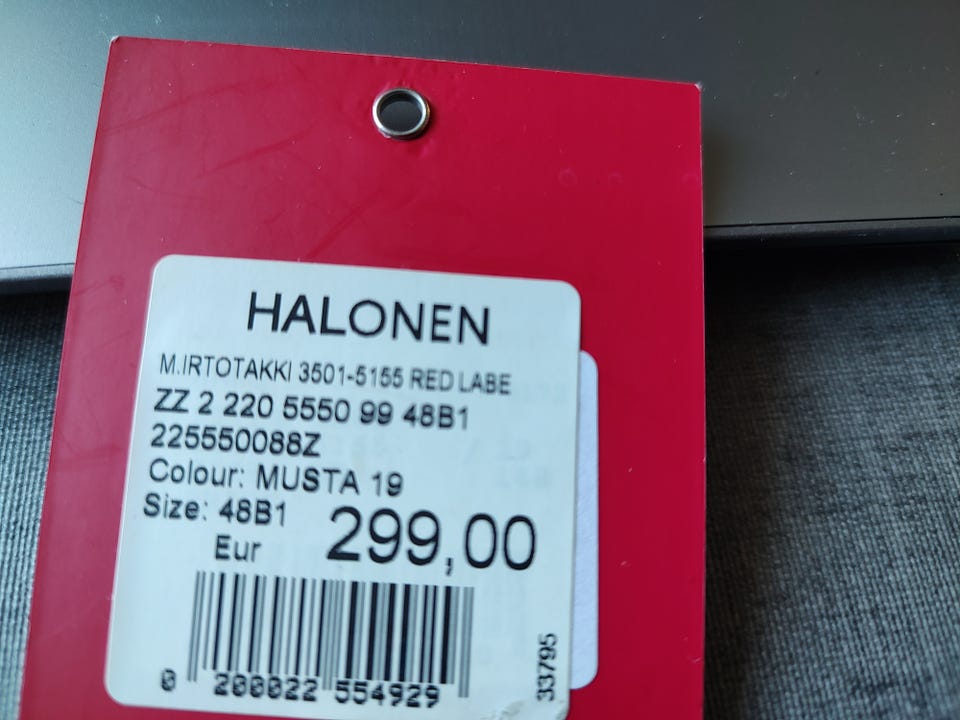 HALONEN
M.IRTOTAKKI 3501-5155 RED LABE
ZZ 2 220 5550 99 48B1
225550088Z
Colour: MUSTA 19
Size: 48B1
Eur 299,00
0 200022 554929
33795